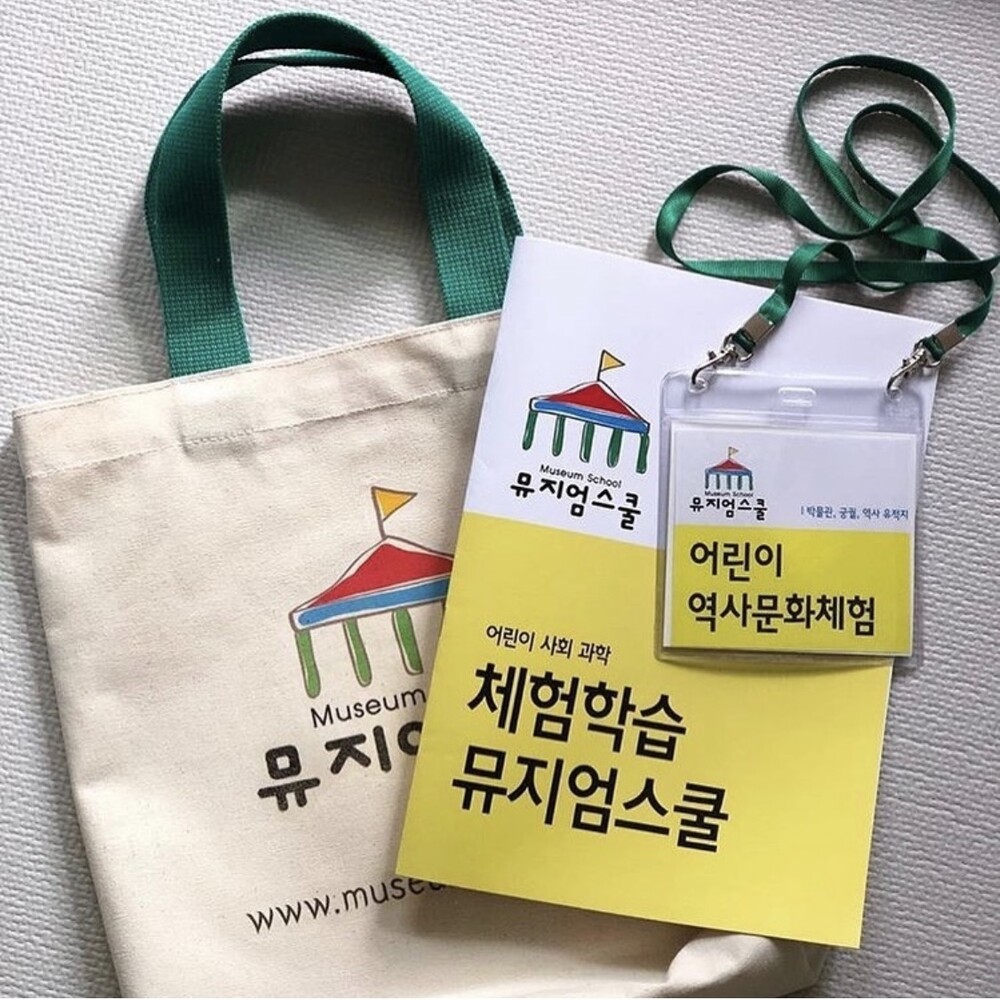 Museum
뮤지
www.muse
Museum School
뮤지엄스쿨
어린이 사회 과학
체험학습
뮤지엄스쿨
Museum School
뮤지엄스쿨
| 박물관, 궁궐, 역사 유적지
어린이
역사문화체험